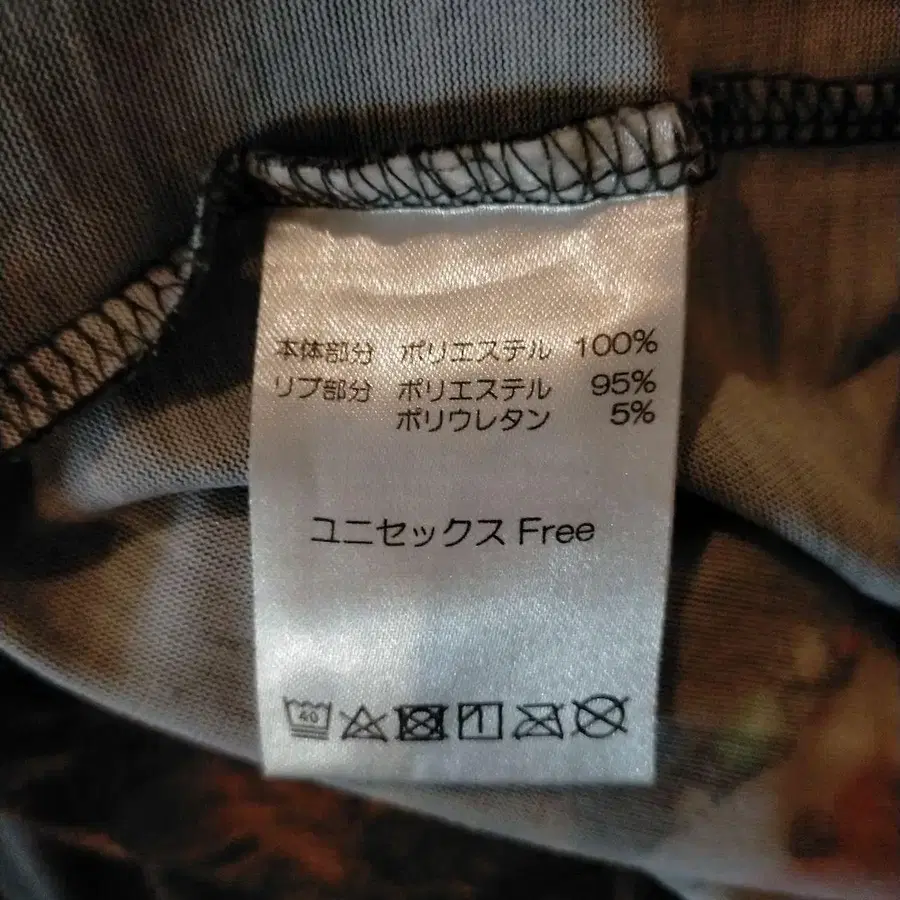 本体部分 ポリエステル 100%
リブ部分 ポリエステル 95%
ポリウレタン 5%
ユニセックス Free
40